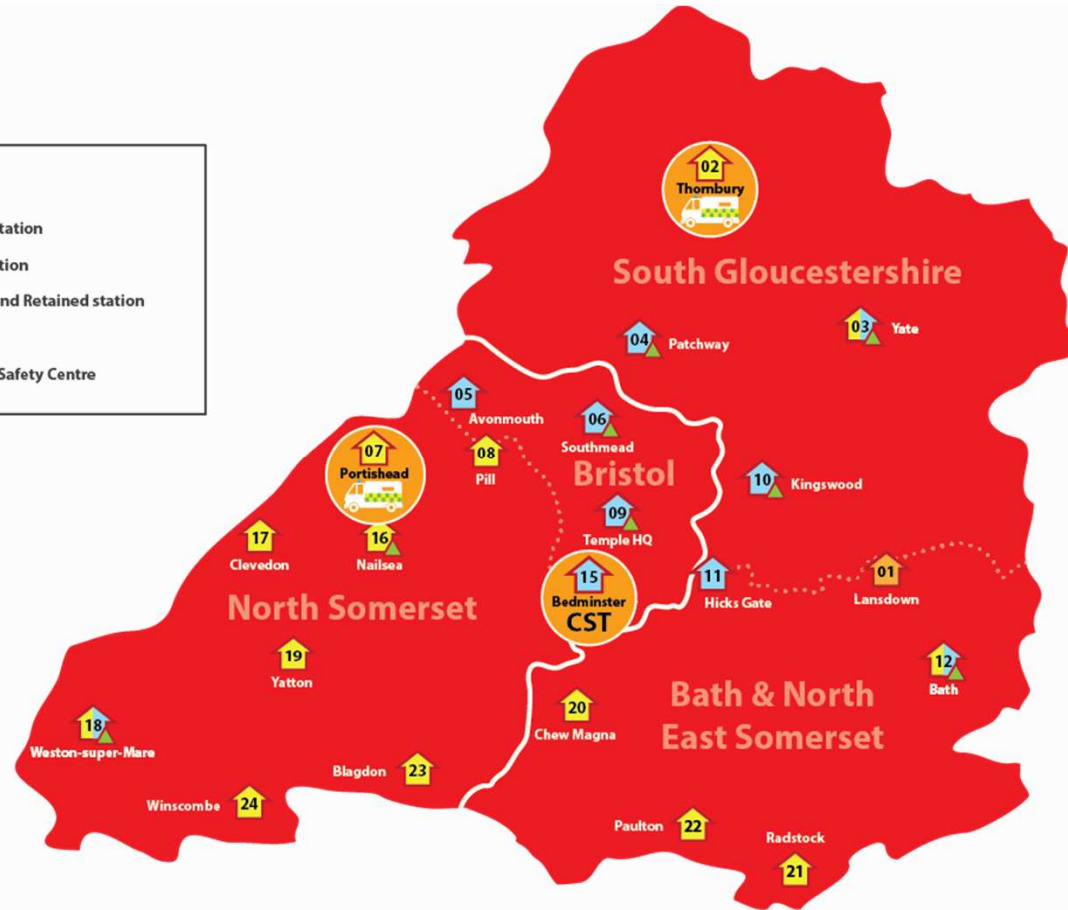 tation
tion
nd Retained station
Safety Centre
02
Thornbury
South Gloucestershire
04
Patchway
03
Yate
05
Avonmouth
06
Southmead
07
Portishead
08
Pill
Bristol
10
Kingswood
09
Temple HQ
17
Clevedon
16
Nailsea
15
Bedminster
CST
11
Hicks Gate
01
Lansdown
North Somerset
19
Yatton
12
Bath
20
Chew Magna
Bath & North
East Somerset
18
Weston-super-Mare
Blagdon
23
Winscombe
24
Paulton
22
Radstock
21